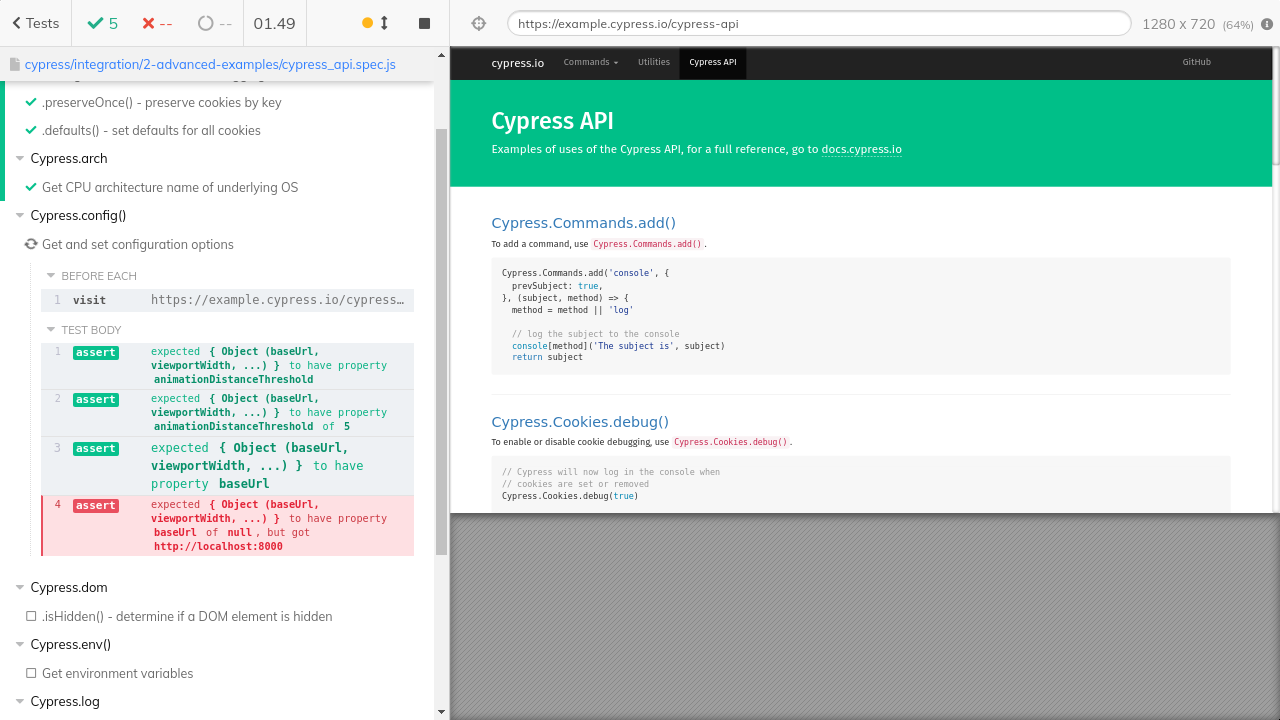 Tests
5
--
--
01.49
https://example.cypress.io/cypress-api
1280 x 720 (64%)
cypress/integration/2-advanced-examples/cypress_api.spec.js
.preserveOnce() - preserve cookies by key
.defaults() - set defaults for all cookies
Cypress.arch
Get CPU architecture name of underlying OS
Cypress.config()
Get and set configuration options
BEFORE EACH
1 visit https://example.cypress.io/cypress…
TEST BODY
1 assert expected { Object (baseUrl,
viewportWidth, ...) } to have property
animationDistanceThreshold
2 assert expected { Object (baseUrl,
viewportWidth, ...) } to have property
animationDistanceThreshold of 5
3 assert expected { Object (baseUrl,
viewportWidth, ...) } to have
property baseUrl
4 assert expected { Object (baseUrl,
viewportWidth, ...) } to have property
baseUrl of null, but got
http://localhost:8000
Cypress.dom
.isHidden() - determine if a DOM element is hidden
Cypress.env()
Get environment variables
Cypress.log
cypress.io Commands Utilities Cypress API GitHub
Cypress API
Examples of uses of the Cypress API, for a full reference, go to docs.cypress.io
Cypress.Commands.add()
To add a command, use Cypress.Commands.add().
Cypress.Commands.add('console', {
prevSubject: true,
}, (subject, method) => {
method = method || 'log'
// log the subject to the console
console[method]('The subject is', subject)
return subject
Cypress.Cookies.debug()
To enable or disable cookie debugging, use Cypress.Cookies.debug().
// Cypress will now log in the console when
// cookies are set or removed
Cypress.Cookies.debug(true)